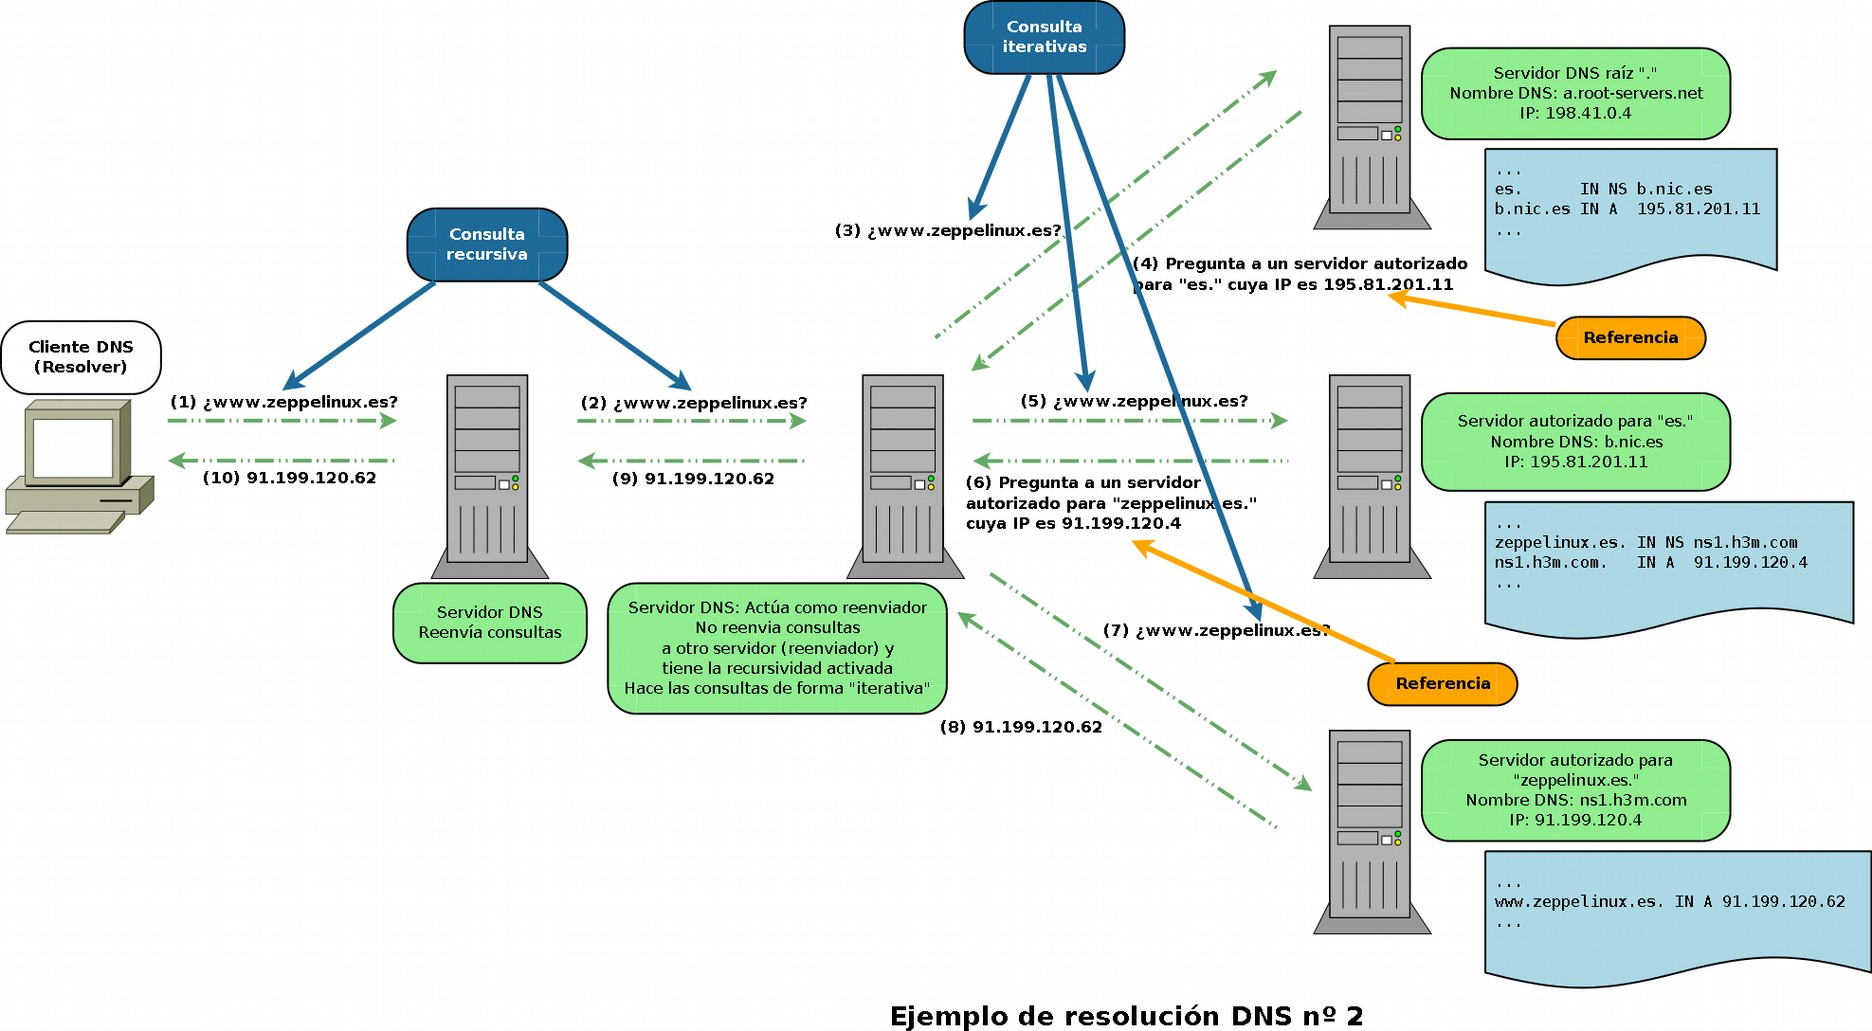 Consulta
iterativas
Servidor DNS raíz "."
Nombre DNS: a.root-servers.net
IP: 198.41.0.4
...
es.      IN NS b.nic.es
b.nic.es IN A  195.81.201.11
...
Consulta
recursiva
(3) ¿www.zeppelinux.es?
(4) Pregunta a un servidor autorizado
para "es." cuya IP es 195.81.201.11
Referencia
Cliente DNS
(Resolver)
(1) ¿www.zeppelinux.es?
(2) ¿www.zeppelinux.es?
(5) ¿www.zeppelinux.es?
Servidor autorizado para "es."
Nombre DNS: b.nic.es
IP: 195.81.201.11
(10) 91.199.120.62
(9) 91.199.120.62
(6) Pregunta a un servidor
autorizado para "zeppelinux.es."
cuya IP es 91.199.120.4
...
zeppelinux.es. IN NS ns1.h3m.com
ns1.h3m.com.   IN A  91.199.120.4
...
Servidor DNS
Reenvía consultas
Servidor DNS: Actúa como reenviador
No reenvia consultas
a otro servidor (reenviador) y
tiene la recursividad activada
Hace las consultas de forma "iterativa"
(7) ¿www.zeppelinux.es?
Referencia
(8) 91.199.120.62
Servidor autorizado para
"zeppelinux.es."
Nombre DNS: ns1.h3m.com
IP: 91.199.120.4
...
www.zeppelinux.es. IN A 91.199.120.62
...
Ejemplo de resolución DNS nº 2